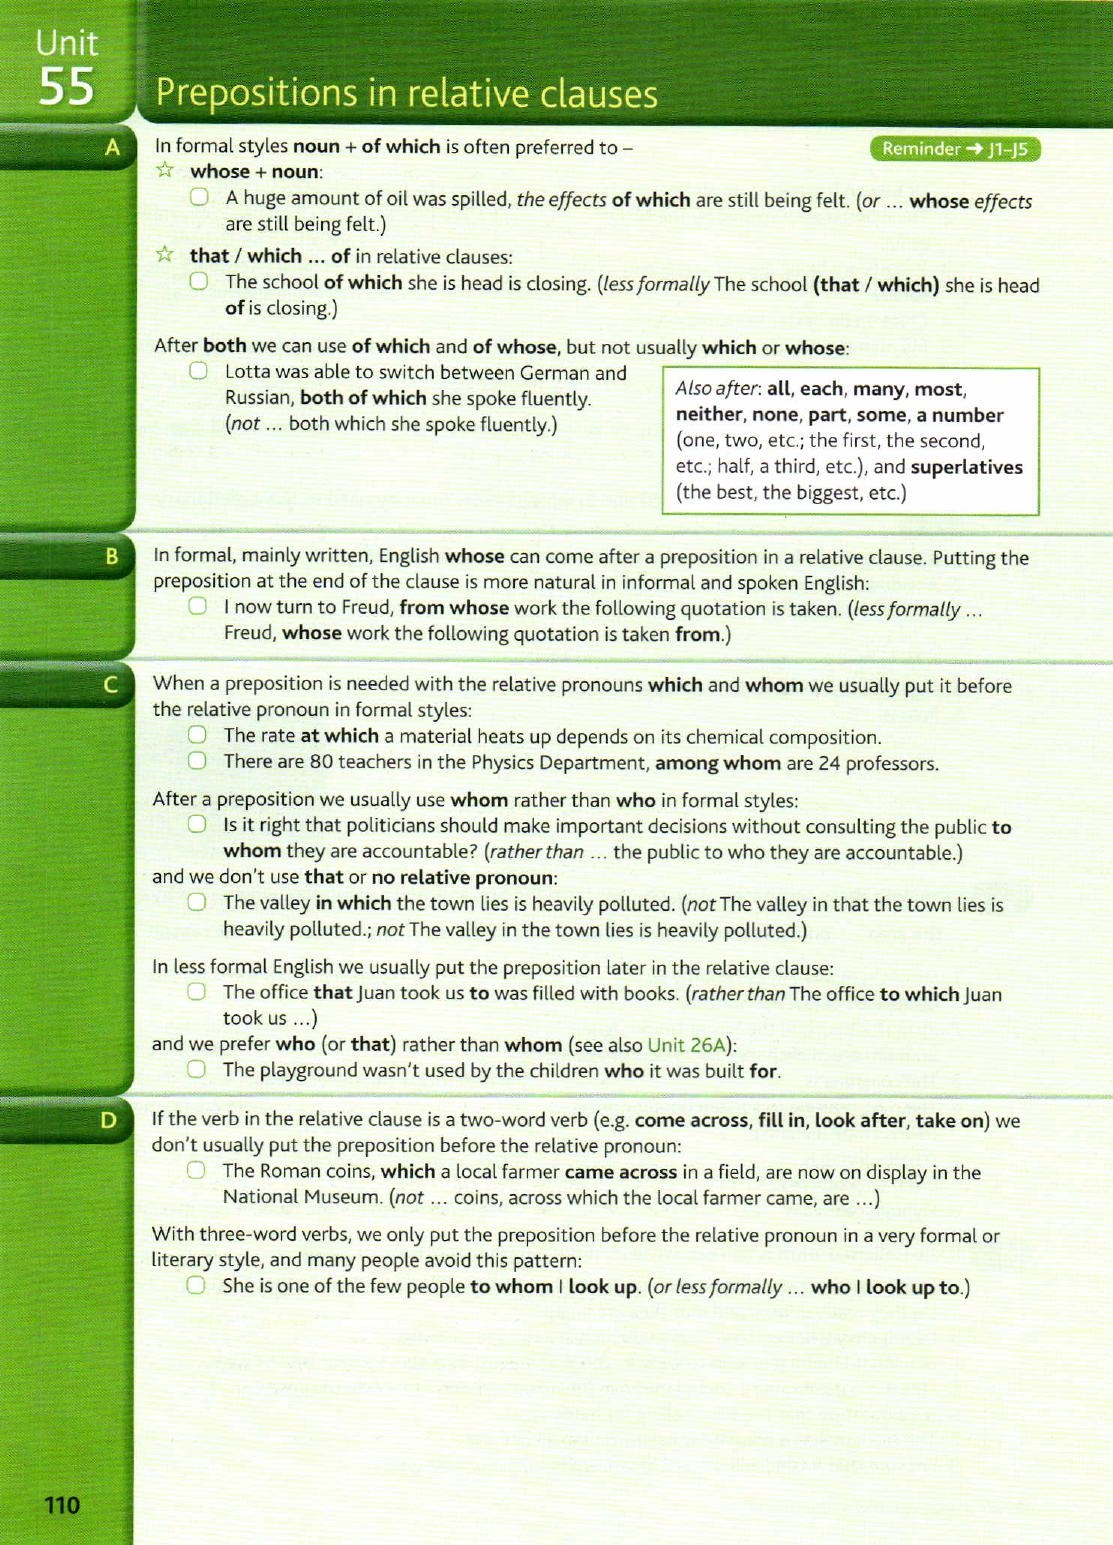 Unit
55
Prepositions in relative clauses
A
In formal styles noun + of which is often preferred to –
Reminder ➔ J1–J5
☆ whose + noun:
A huge amount of oil was spilled, the effects of which are still being felt. (or ... whose effects
are still being felt.)
☆ that / which ... of in relative clauses:
The school of which she is head is closing. (less formally The school (that / which) she is head
of is closing.)
After both we can use of which and of whose, but not usually which or whose:
Lotta was able to switch between German and
Russian, both of which she spoke fluently.
(not ... both which she spoke fluently.)
Also after: all, each, many, most,
neither, none, part, some, a number
(one, two, etc.; the first, the second,
etc.; half, a third, etc.), and superlatives
(the best, the biggest, etc.)
B
In formal, mainly written, English whose can come after a preposition in a relative clause. Putting the
preposition at the end of the clause is more natural in informal and spoken English:
I now turn to Freud, from whose work the following quotation is taken. (less formally ...
Freud, whose work the following quotation is taken from.)
C
When a preposition is needed with the relative pronouns which and whom we usually put it before
the relative pronoun in formal styles:
The rate at which a material heats up depends on its chemical composition.
There are 80 teachers in the Physics Department, among whom are 24 professors.
After a preposition we usually use whom rather than who in formal styles:
Is it right that politicians should make important decisions without consulting the public to
whom they are accountable? (rather than ... the public to who they are accountable.)
and we don't use that or no relative pronoun:
The valley in which the town lies is heavily polluted. (not The valley in that the town lies is
heavily polluted.; not The valley in the town lies is heavily polluted.)
In less formal English we usually put the preposition later in the relative clause:
The office that Juan took us to was filled with books. (rather than The office to which Juan
took us ...)
and we prefer who (or that) rather than whom (see also Unit 26A):
The playground wasn't used by the children who it was built for.
D
If the verb in the relative clause is a two-word verb (e.g. come across, fill in, look after, take on) we
don't usually put the preposition before the relative pronoun:
The Roman coins, which a local farmer came across in a field, are now on display in the
National Museum. (not ... coins, across which the local farmer came, are ...)
With three-word verbs, we only put the preposition before the relative pronoun in a very formal or
literary style, and many people avoid this pattern:
She is one of the few people to whom I look up. (or less formally ... who I look up to.)
110